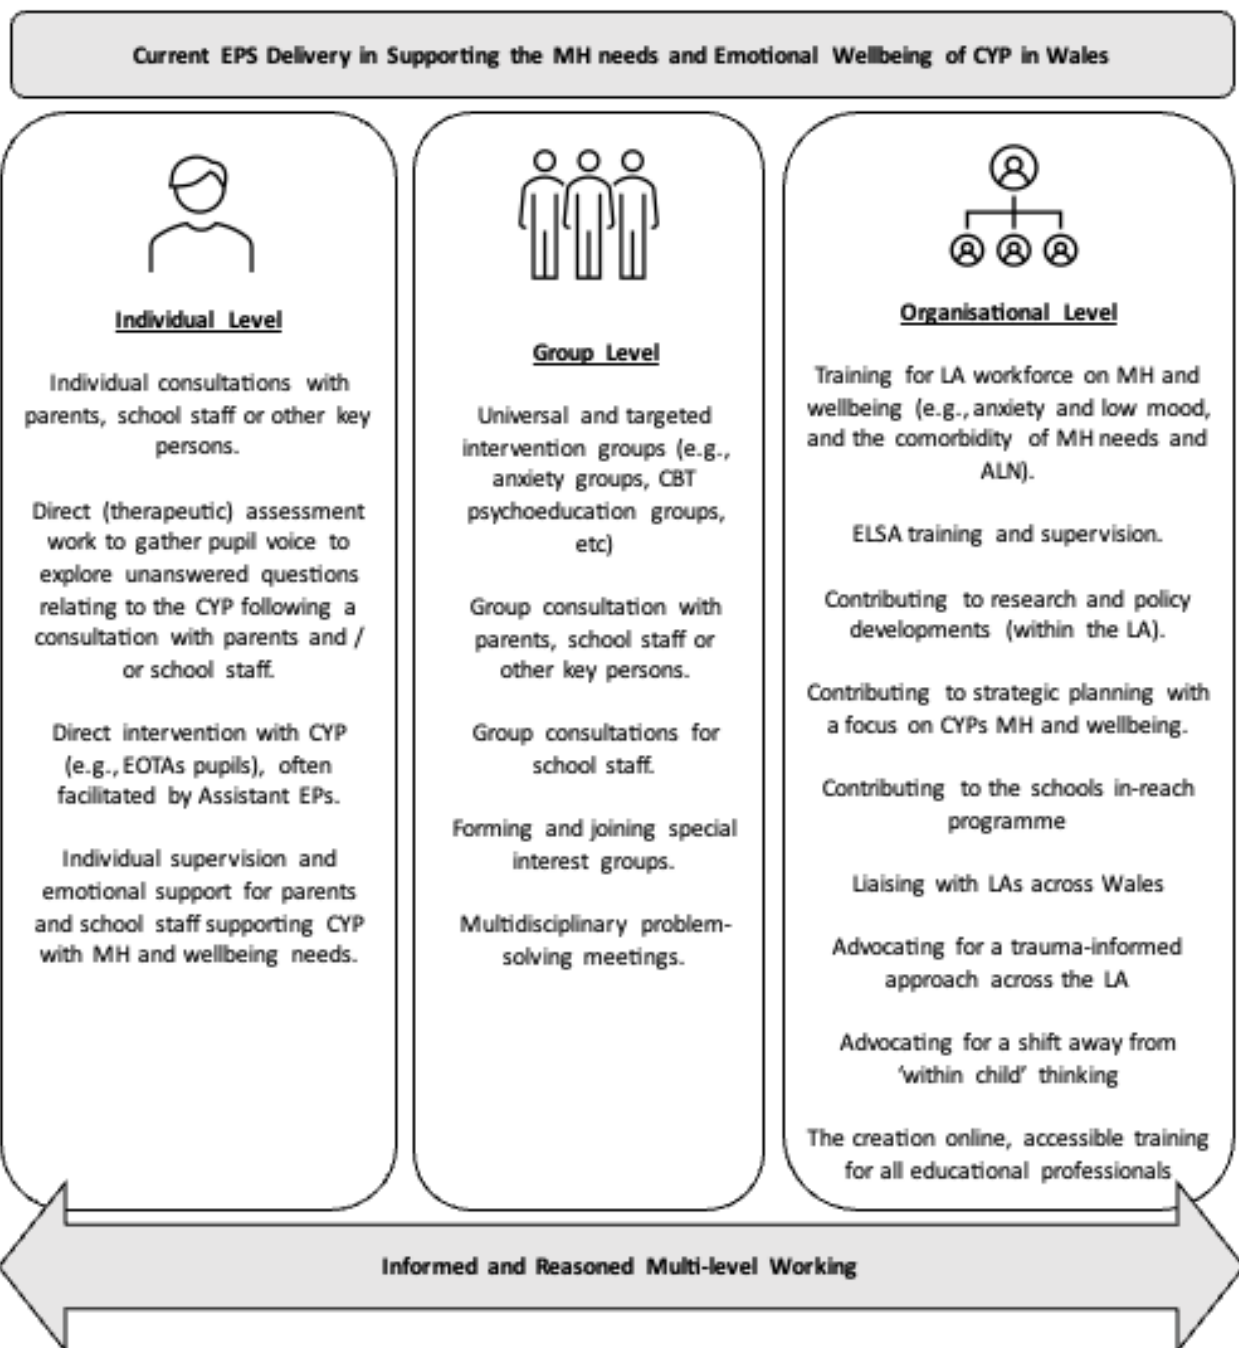 Current EPS Delivery in Supporting the MH needs and Emotional Wellbeing of CYP in Wales
Individual Level
Individual consultations with
parents, school staff or other key
persons.
Direct (therapeutic) assessment
work to gather pupil voice to
explore unanswered questions
relating to the CYP following a
consultation with parents and /
or school staff.
Direct intervention with CYP
(e.g., EOTAs pupils), often
facilitated by Assistant EPs.
Individual supervision and
emotional support for parents
and school staff supporting CYP
with MH and wellbeing needs.
Group Level
Universal and targeted
intervention groups (e.g.,
anxiety groups, CBT
psychoeducation groups,
etc)
Group consultation with
parents, school staff or
other key persons.
Group consultations for
school staff.
Forming and joining special
interest groups.
Multidisciplinary problem-
solving meetings.
Organisational Level
Training for LA workforce on MH and
wellbeing (e.g., anxiety and low mood,
and the comorbidity of MH needs and
ALN).
ELSA training and supervision.
Contributing to research and policy
developments (within the LA).
Contributing to strategic planning with
a focus on CYPs MH and wellbeing.
Contributing to the schools in-reach
programme
Liaising with LAs across Wales
Advocating for a trauma-informed
approach across the LA
Advocating for a shift away from
‘within child’ thinking
The creation online, accessible training
for all educational professionals
Informed and Reasoned Multi-level Working